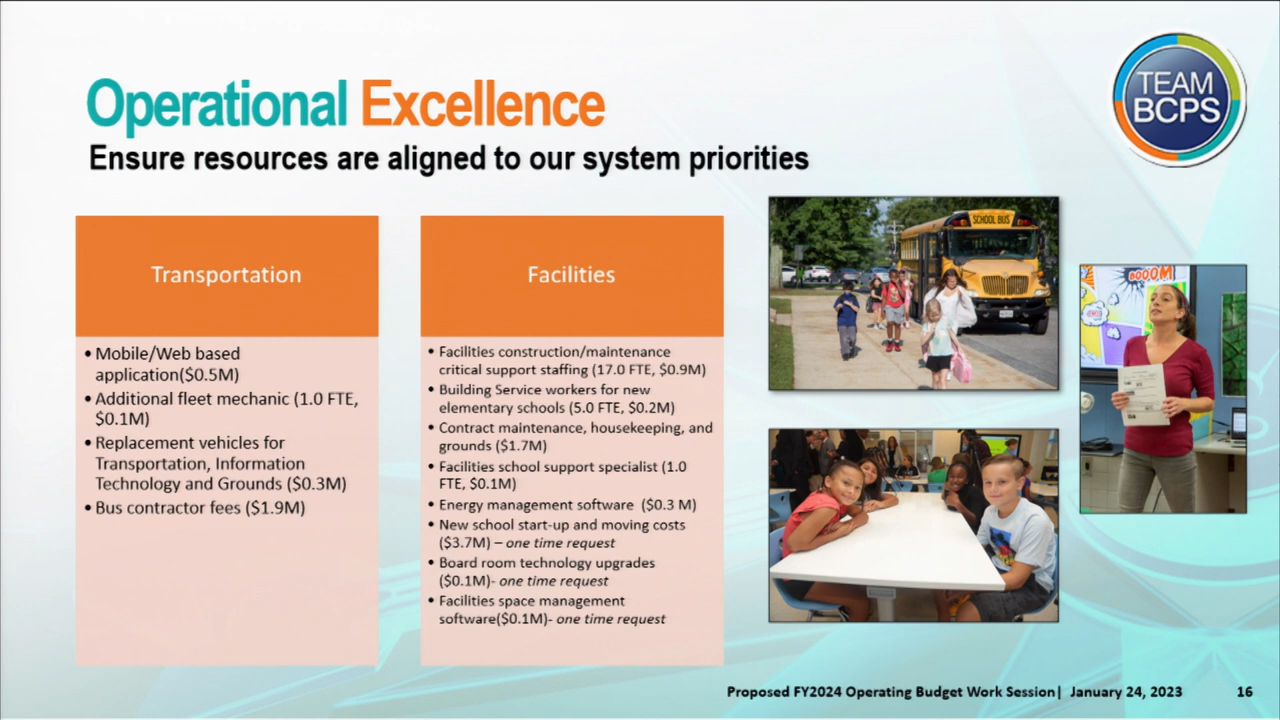 Operational Excellence
Ensure resources are aligned to our system priorities
TEAM
BCPS
Transportation
• Mobile/Web based
application($0.5M)
• Additional fleet mechanic (1.0 FTE,
$0.1M)
• Replacement vehicles for
Transportation, Information
Technology and Grounds ($0.3M)
• Bus contractor fees ($1.9M)
Facilities
• Facilities construction/maintenance
critical support staffing (17.0 FTE, $0.9M)
• Building Service workers for new
elementary schools (5.0 FTE, $0.2M)
• Contract maintenance, housekeeping, and
grounds ($1.7M)
• Facilities school support specialist (1.0
FTE, $0.1M)
• Energy management software ($0.3 M)
• New school start-up and moving costs
($3.7M) – one time request
• Board room technology upgrades
($0.1M)- one time request
• Facilities space management
software($0.1M)- one time request
SCHOOL BUS
BOOOM
Proposed FY2024 Operating Budget Work Session| January 24, 2023
16